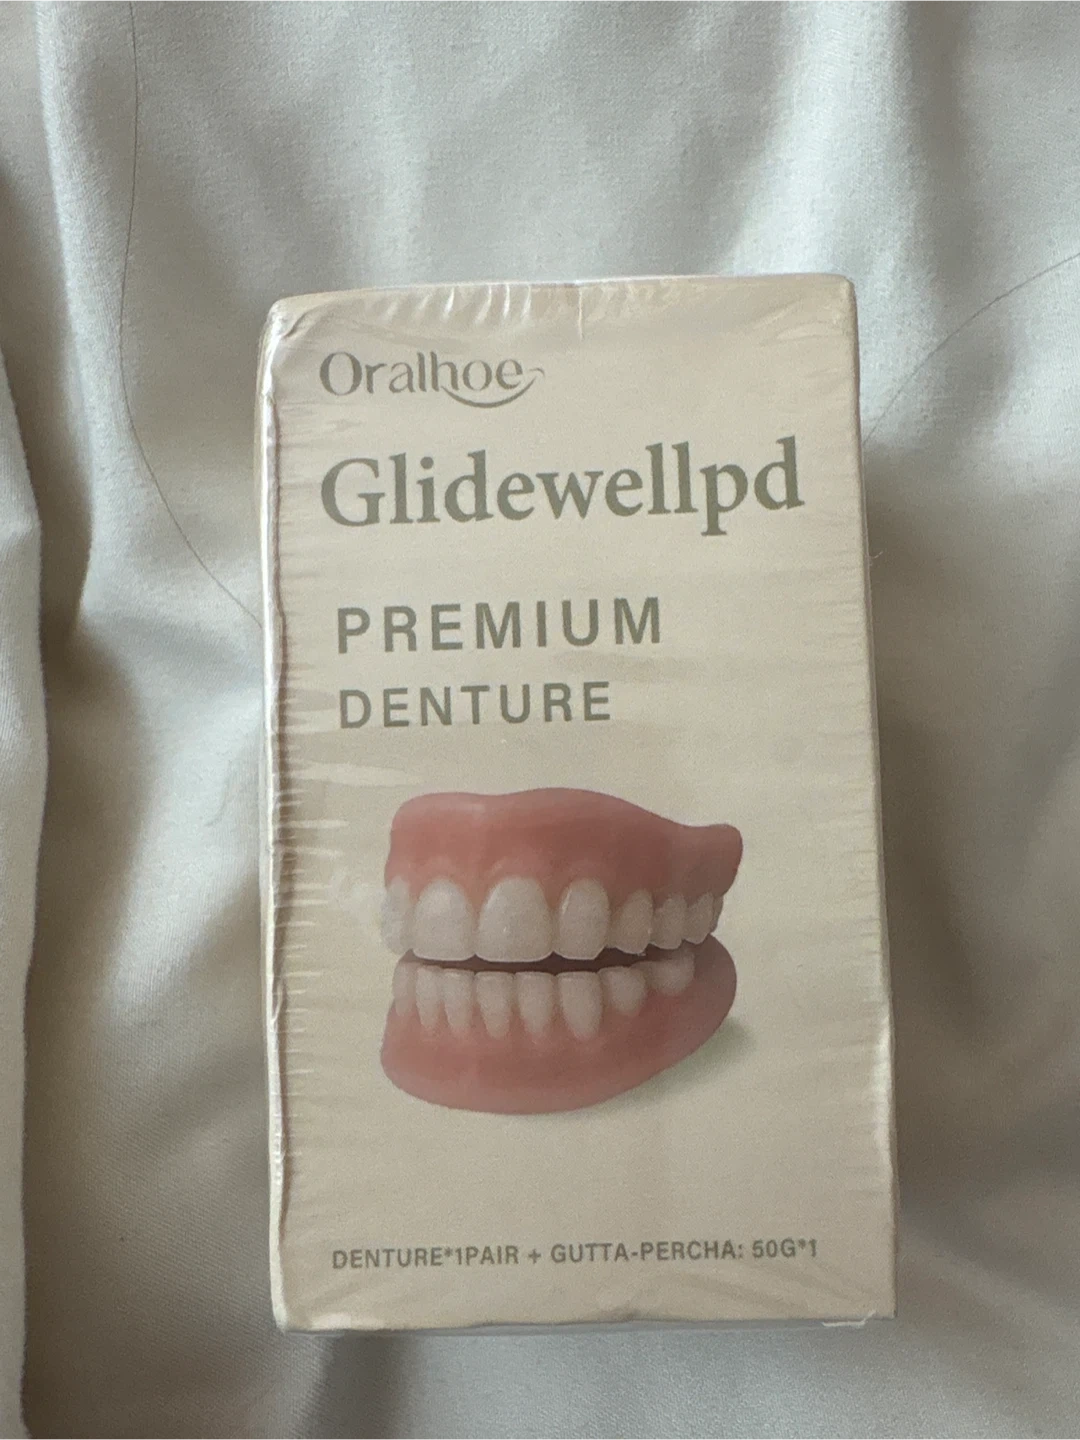 Oralhoe
Glidewellpd
PREMIUM
DENTURE
DENTURE*1PAIR + GUTTA-PERCHA: 50G*1